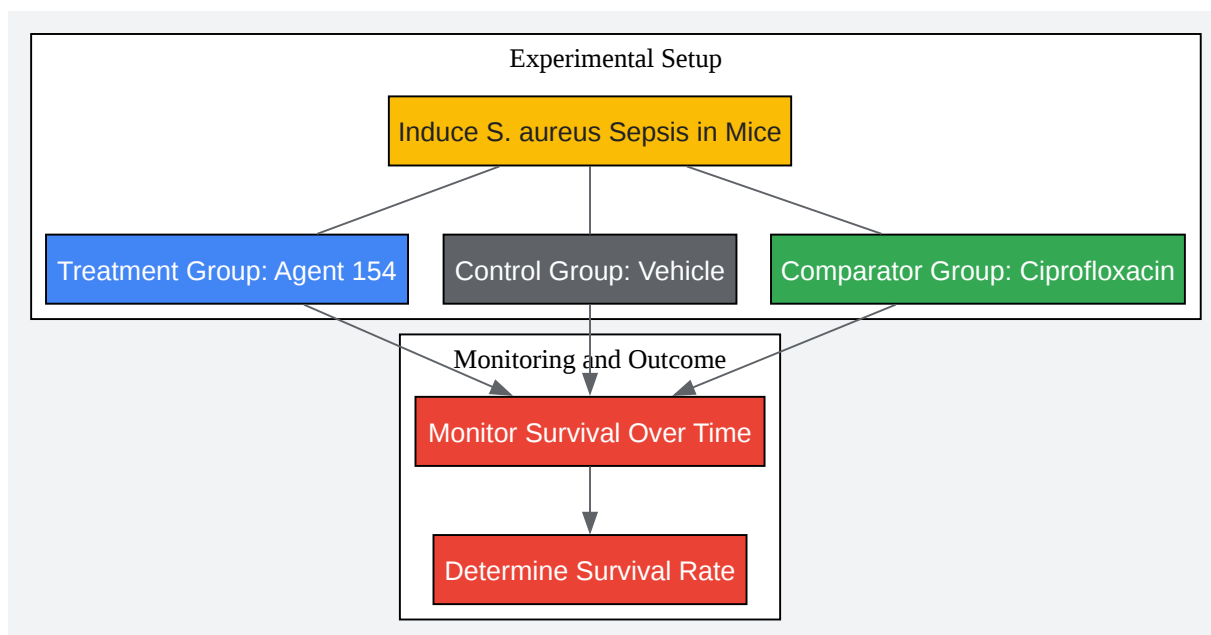 Experimental Setup
Induce S. aureus Sepsis in Mice
Treatment Group: Agent 154
Control Group: Vehicle
Comparator Group: Ciprofloxacin
Monitoring and Outcome
Monitor Survival Over Time
Determine Survival Rate